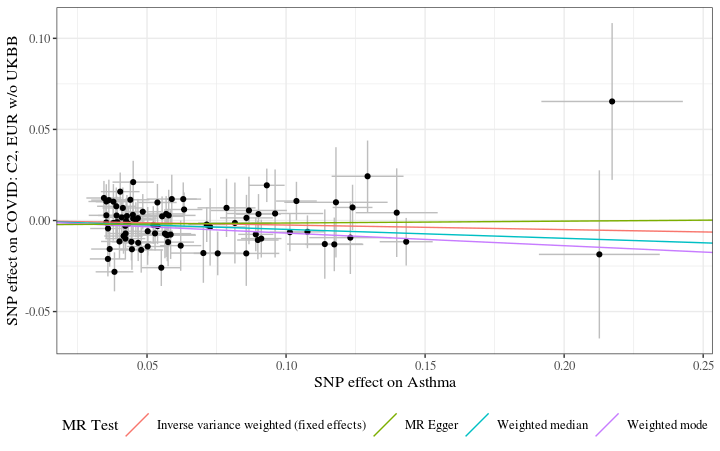 SNP effect on COVID: C2, EUR w/o UKBB
0.10
0.05
0.00
-0.05
0.05 0.10 0.15 0.20 0.25
SNP effect on Asthma
MR Test Inverse variance weighted (fixed effects) MR Egger Weighted median Weighted mode